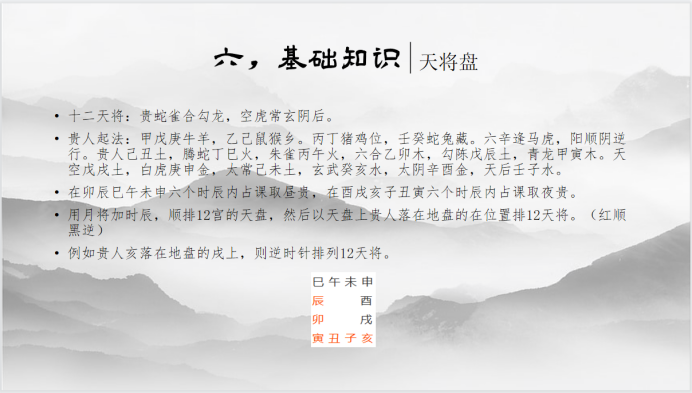 六，基础知识 天将盘
• 十二天将：贵蛇雀合勾龙，空虎常玄阴后。
• 贵人起法：甲戊庚牛羊，乙己鼠猴乡。丙丁猪鸡位，壬癸蛇兔藏。六辛逢马虎，阳顺阴逆
行。贵人己丑土，腾蛇丁巳火，朱雀丙午火，六合乙卯木，勾陈戊辰土，青龙甲寅木。天
空戊戌土，白虎庚申金，太常己未土，玄武癸亥水，太阴辛酉金，天后壬子水。
• 在卯辰巳午未申六个时辰内占课取昼贵，在酉戌亥子丑寅六个时辰内占课取夜贵。
• 用月将加时辰，顺排12宫的天盘，然后以天盘上贵人落在地盘的在位置排12天将。（红顺
黑逆）
• 例如贵人亥落在地盘的戌上，则逆时针排列12天将。
巳 午 未 申
辰 酉
卯 戌
寅 丑 子 亥